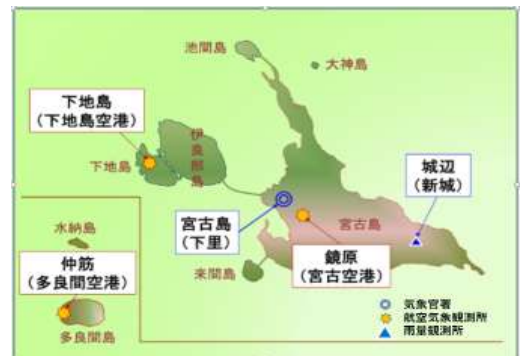 池間島
大神島
下地島
(下地島空港)
伊良部島
下地島
城辺
(新城)
宮古島
(下里)
宮古島
水納島
鏡原
(宮古空港)
仲筋
(多良間空港)
来間島
多良間島
気象官署
航空気象観測所
雨量観測所